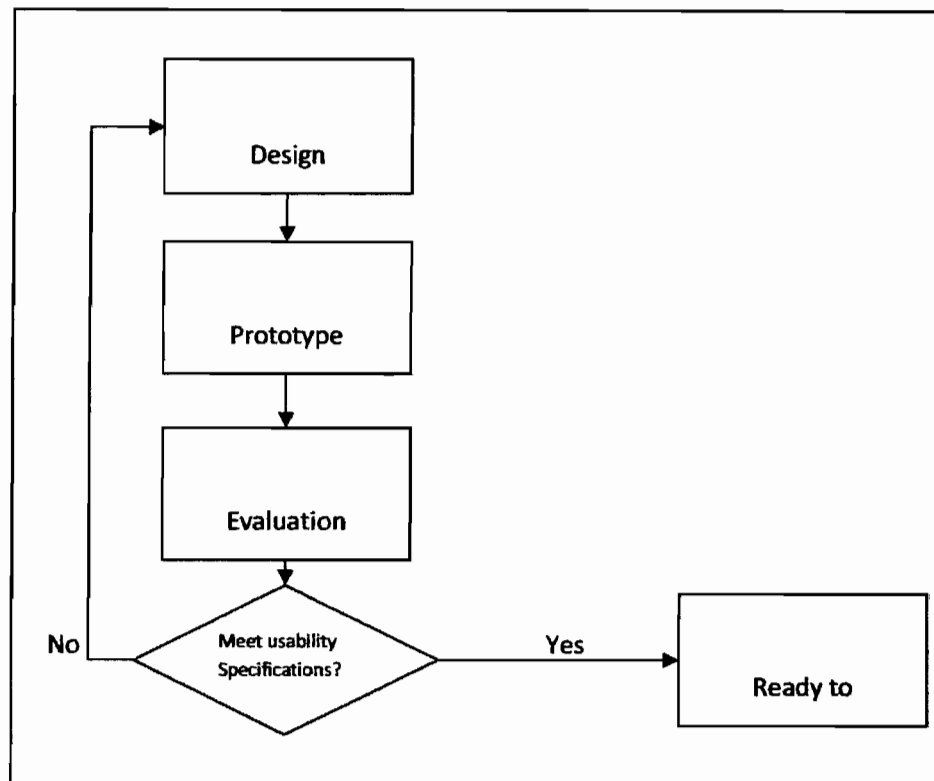 Design
Prototype
Evaluation
Meet usability
Specifications?
No
Yes
Ready to